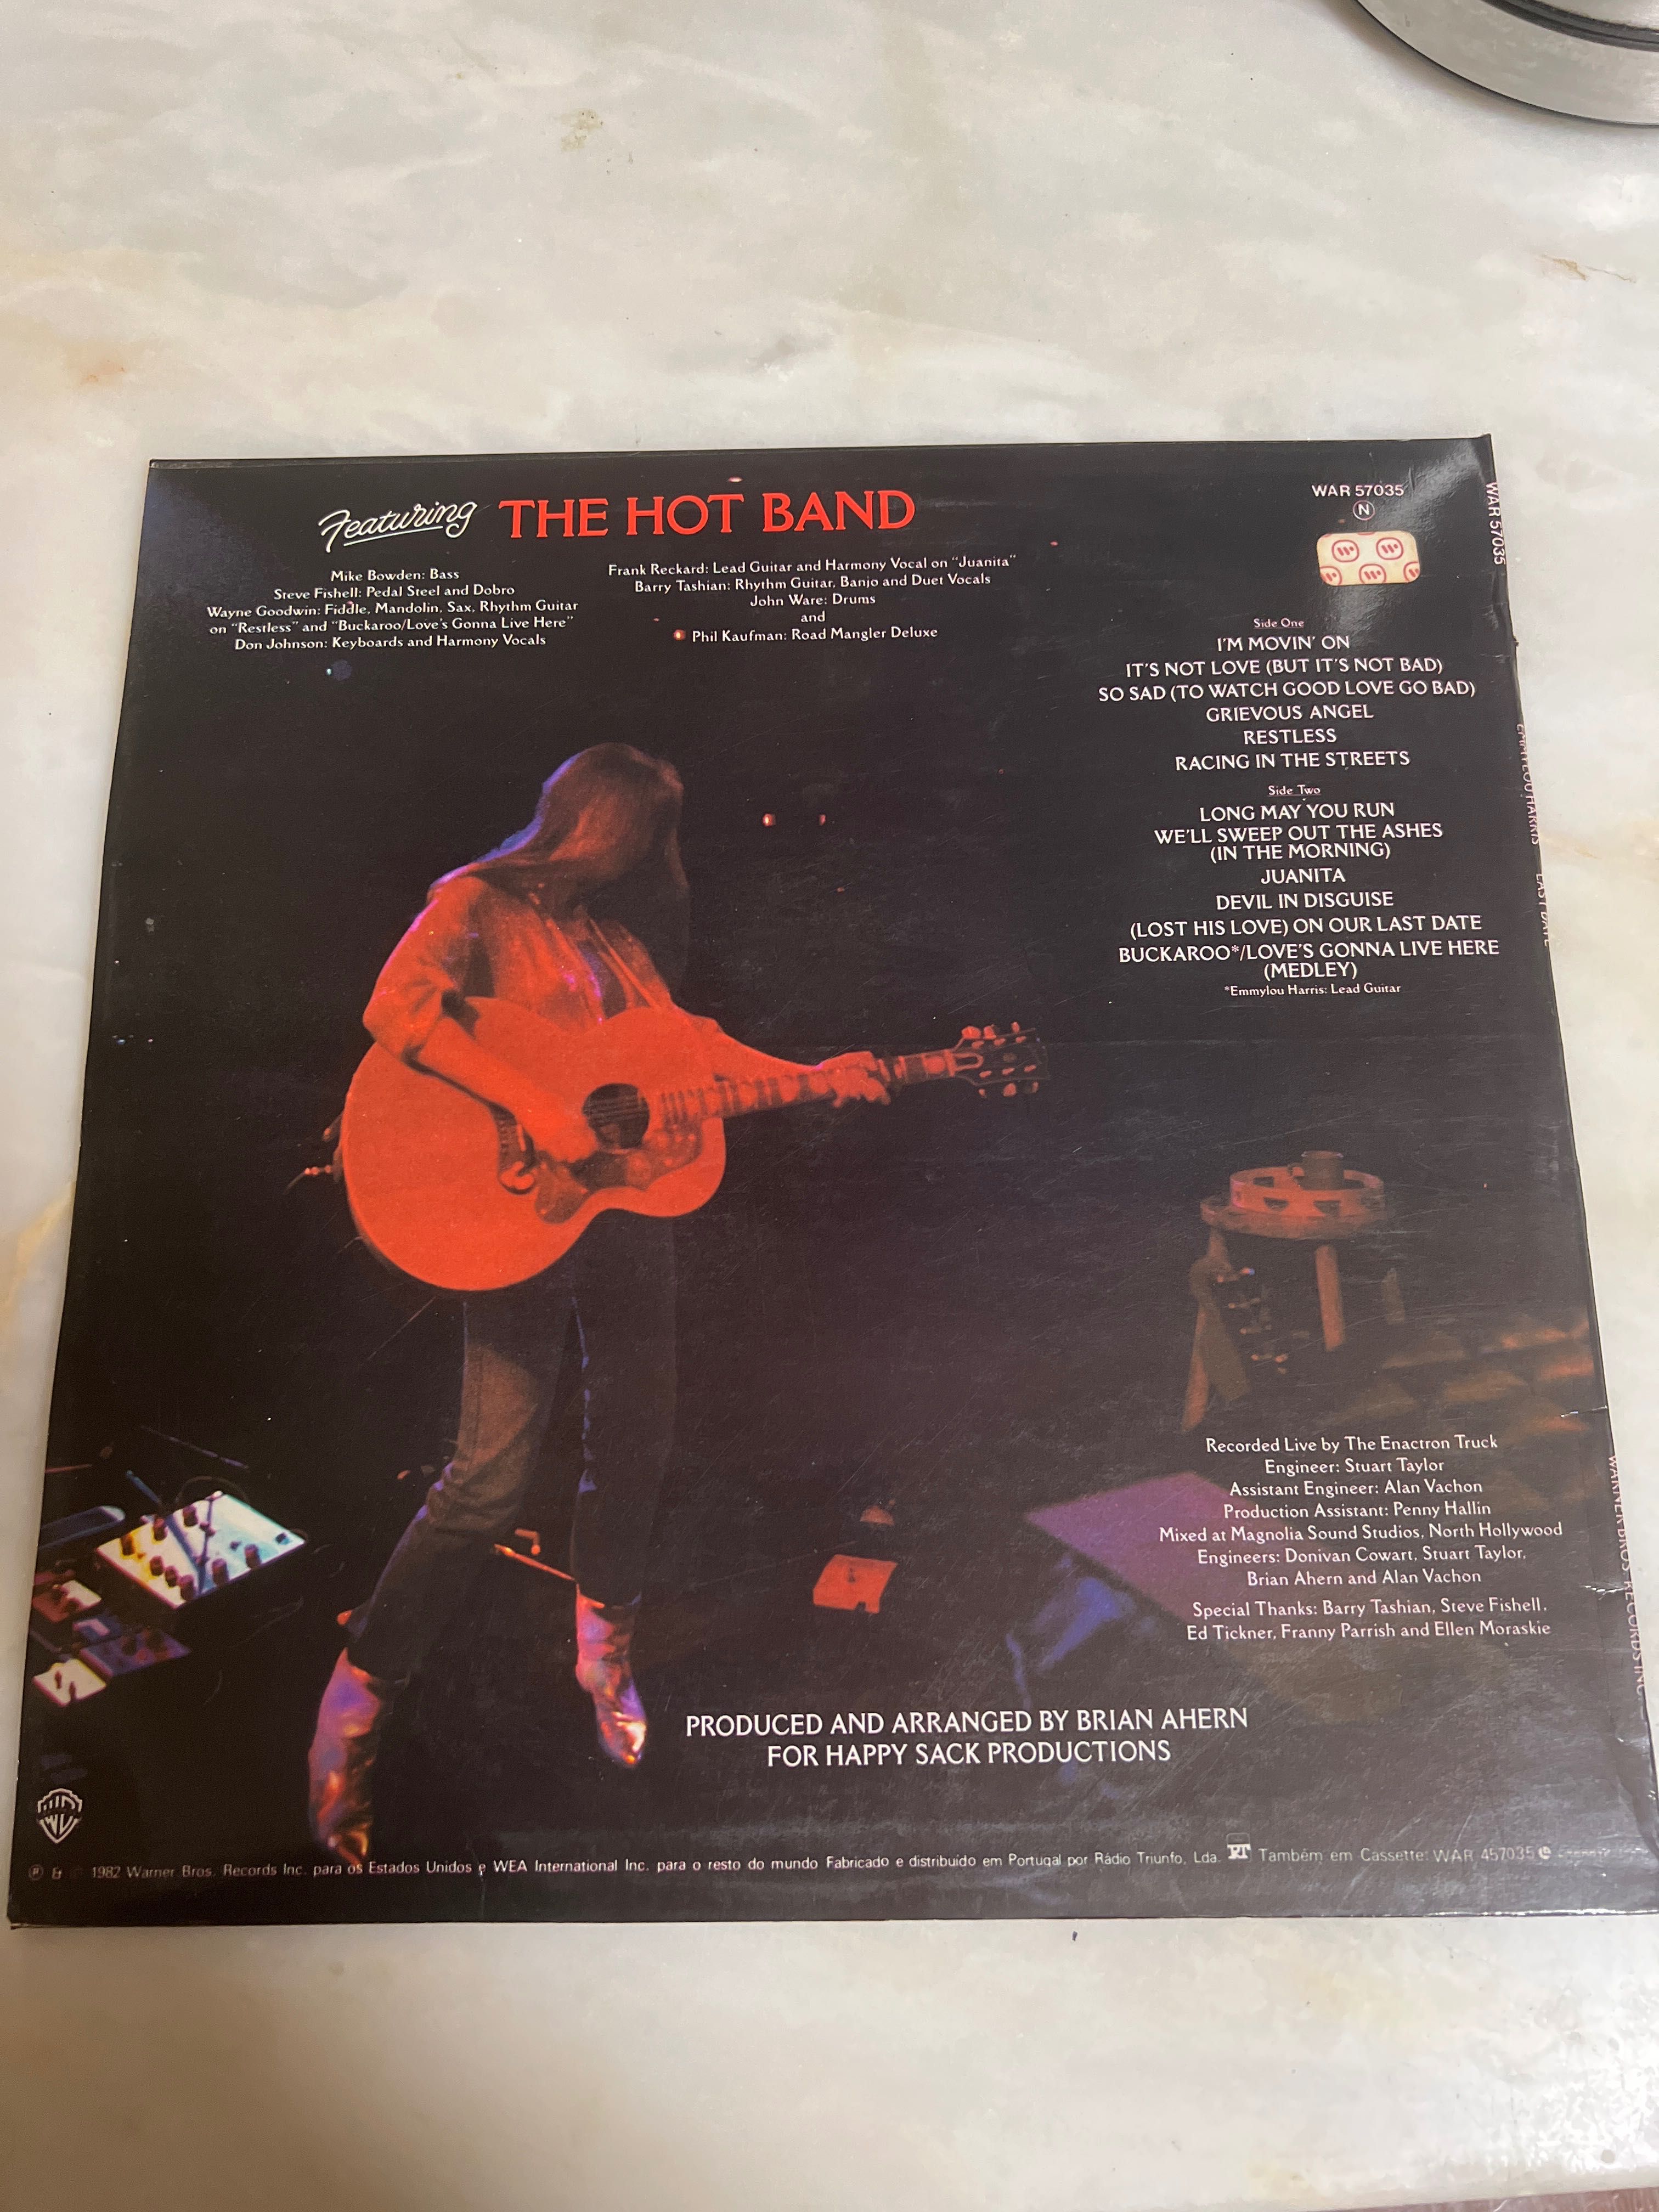 Featuring THE HOT BAND
Mike Bowden: Bass
Steve Fishell: Pedal Steel and Dobro
Wayne Goodwin: Fiddle, Mandolin, Sax, Rhythm Guitar
on "Restless" and "Buckaroo/Love's Gonna Live Here"
Don Johnson: Keyboards and Harmony Vocals
Frank Reckard: Lead Guitar and Harmony Vocal on "Juanita"
Barry Tashian: Rhythm Guitar, Banjo and Duet Vocals
John Ware: Drums
and
Phil Kaufman: Road Mangler Deluxe
WAR 57035
N
Side One
I'M MOVIN' ON
IT'S NOT LOVE (BUT IT'S NOT BAD)
SO SAD (TO WATCH GOOD LOVE GO BAD)
GRIEVOUS ANGEL
RESTLESS
RACING IN THE STREETS
Side Two
LONG MAY YOU RUN
WE'LL SWEEP OUT THE ASHES
(IN THE MORNING)
JUANITA
DEVIL IN DISGUISE
(LOST HIS LOVE) ON OUR LAST DATE
BUCKAROO*/LOVE'S GONNA LIVE HERE
(MEDLEY)
*Emmylou Harris: Lead Guitar
Recorded Live by The Enactron Truck
Engineer: Stuart Taylor
Assistant Engineer: Alan Vachon
Production Assistant: Penny Hallin
Mixed at Magnolia Sound Studios, North Hollywood
Engineers: Donivan Cowart, Stuart Taylor,
Brian Ahern and Alan Vachon
Special Thanks: Barry Tashian, Steve Fishell,
Ed Tickner, Franny Parrish and Ellen Moraskie
PRODUCED AND ARRANGED BY BRIAN AHERN
FOR HAPPY SACK PRODUCTIONS
℗ & © 1982 Warner Bros. Records Inc. para os Estados Unidos e WEA International Inc. para o resto do mundo Fabricado e distribuido em Portugal por Rádio Triunfo, Lda. RT Também em Cassette: WAR 457035
WAR 57035
EMMYLOU HARRIS LAST DATE
WARNER BROS. RECORDS INC.